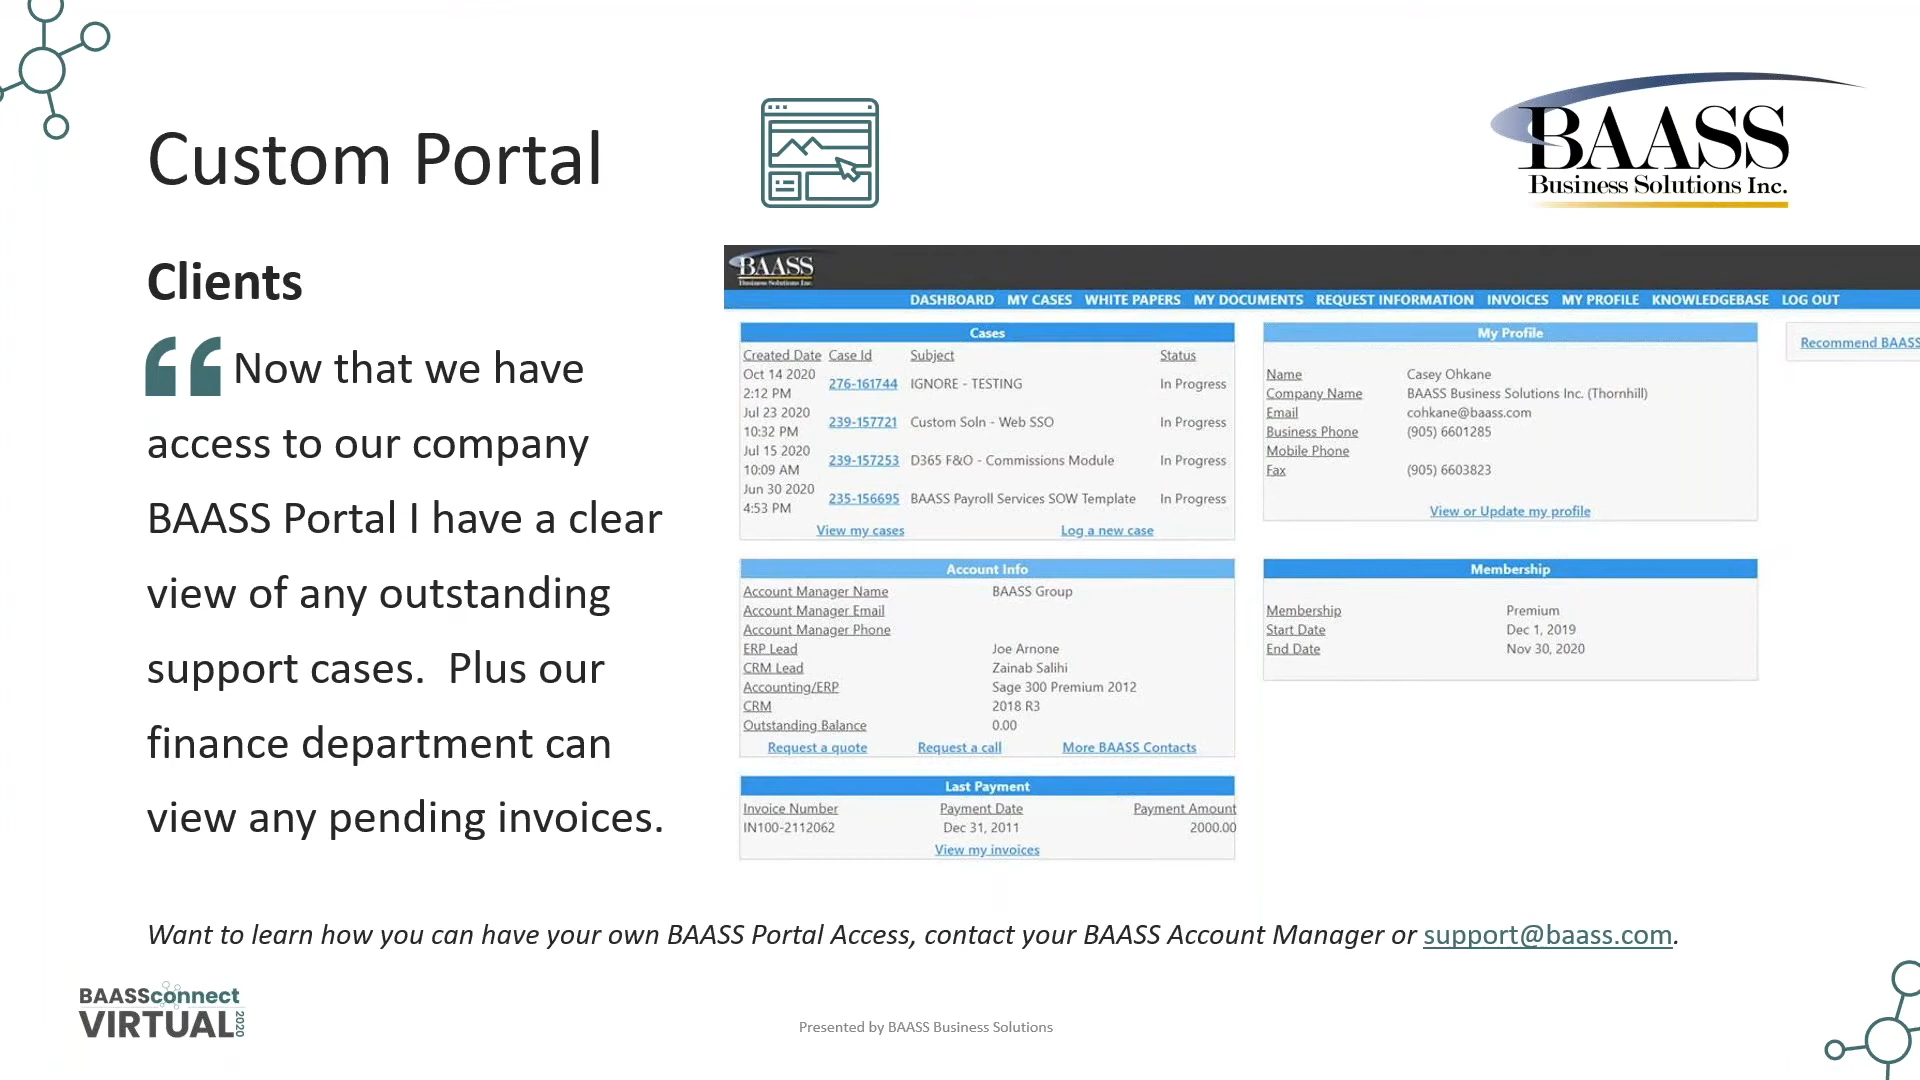 Custom Portal
BAASS
Business Solutions Inc.
Clients
Now that we have
access to our company
BAASS Portal I have a clear
view of any outstanding
support cases.  Plus our
finance department can
view any pending invoices.
BAASS
Business Solutions Inc.
DASHBOARD MY CASES WHITE PAPERS MY DOCUMENTS REQUEST INFORMATION INVOICES MY PROFILE KNOWLEDGEBASE LOG OUT
Cases
Created Date Case Id Subject Status
Oct 14 2020
2:12 PM
276-161744 IGNORE - TESTING In Progress
Jul 23 2020
10:32 PM
239-157721 Custom Soln - Web SSO In Progress
Jul 15 2020
10:09 AM
239-157253 D365 F&O - Commissions Module In Progress
Jun 30 2020
4:53 PM
235-156695 BAASS Payroll Services SOW Template In Progress
View my cases Log a new case
My Profile
Name Casey Ohkane
Company Name BAASS Business Solutions Inc. (Thornhill)
Email cohkane@baass.com
Business Phone (905) 6601285
Mobile Phone
Fax (905) 6603823
View or Update my profile
Recommend BAASS
Account Info
Account Manager Name BAASS Group
Account Manager Email
Account Manager Phone
ERP Lead Joe Arnone
CRM Lead Zainab Salihi
Accounting/ERP Sage 300 Premium 2012
CRM 2018 R3
Outstanding Balance 0.00
Request a quote Request a call More BAASS Contacts
Membership
Membership Premium
Start Date Dec 1, 2019
End Date Nov 30, 2020
Last Payment
Invoice Number Payment Date Payment Amount
IN100-2112062 Dec 31, 2011 2000.00
View my invoices
Want to learn how you can have your own BAASS Portal Access, contact your BAASS Account Manager or support@baass.com.
BAASSconnect
VIRTUAL 2020
Presented by BAASS Business Solutions